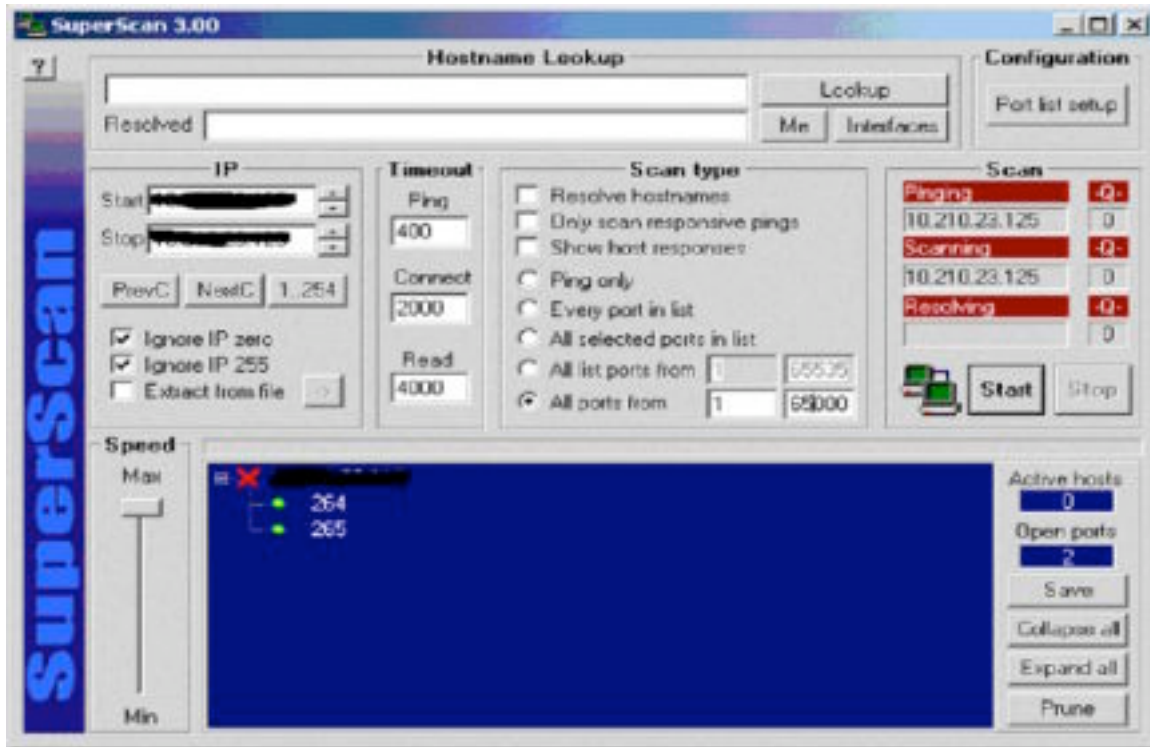 SuperScan 3.00
?
Hostname Lookup
Lookup
Resolved
Me
Interfaces
Configuration
Port list setup
IP
Start
Stop
PrevC
NextC
1..254
Ignore IP zero
Ignore IP 255
Extract from file
->
Timeout
Ping
400
Connect
2000
Read
4000
Scan type
Resolve hostnames
Only scan responsive pings
Show host responses
Ping only
Every port in list
All selected ports in list
All list ports from 1 65535
All ports from 1 65000
Scan
Pinging -Q-
10.210.23.125 0
Scanning -Q-
10.210.23.125 0
Resolving -Q-
0
Start
Stop
Speed
Max
Min
264
265
Active hosts
0
Open ports
2
Save
Collapse all
Expand all
Prune
SuperScan